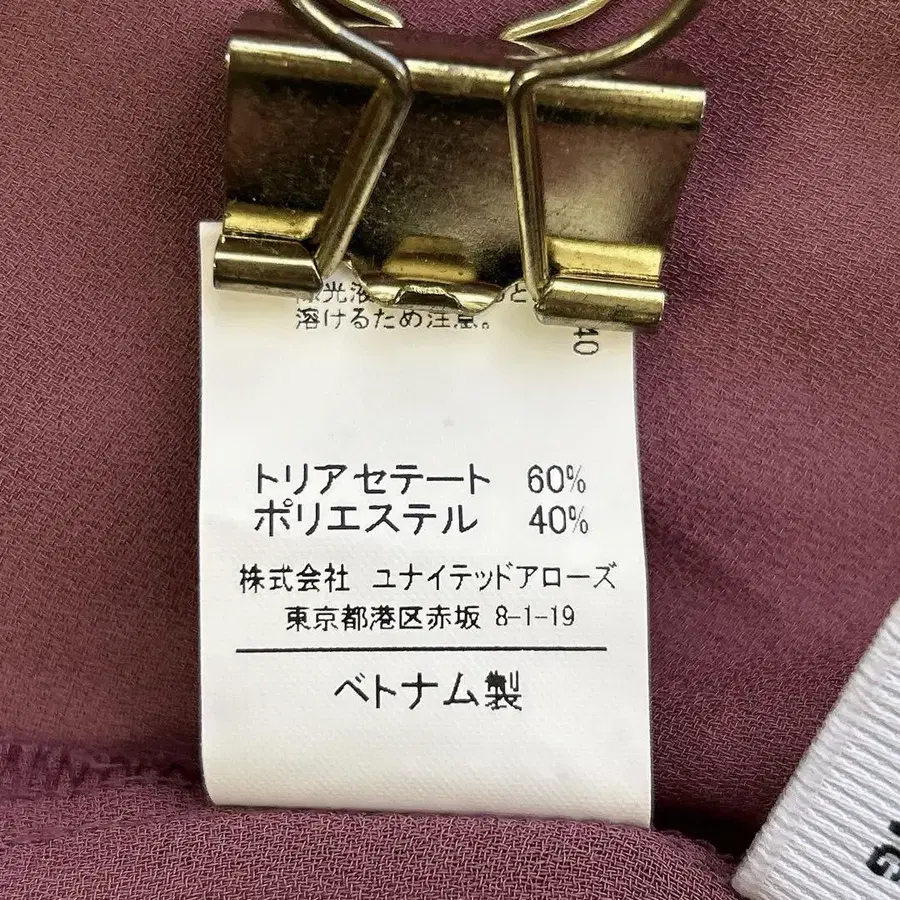 溶けるため注意。
40
トリアセテート 60%
ポリエステル 40%
株式会社 ユナイテッドアローズ
東京都港区赤坂 8-1-19
ベトナム製